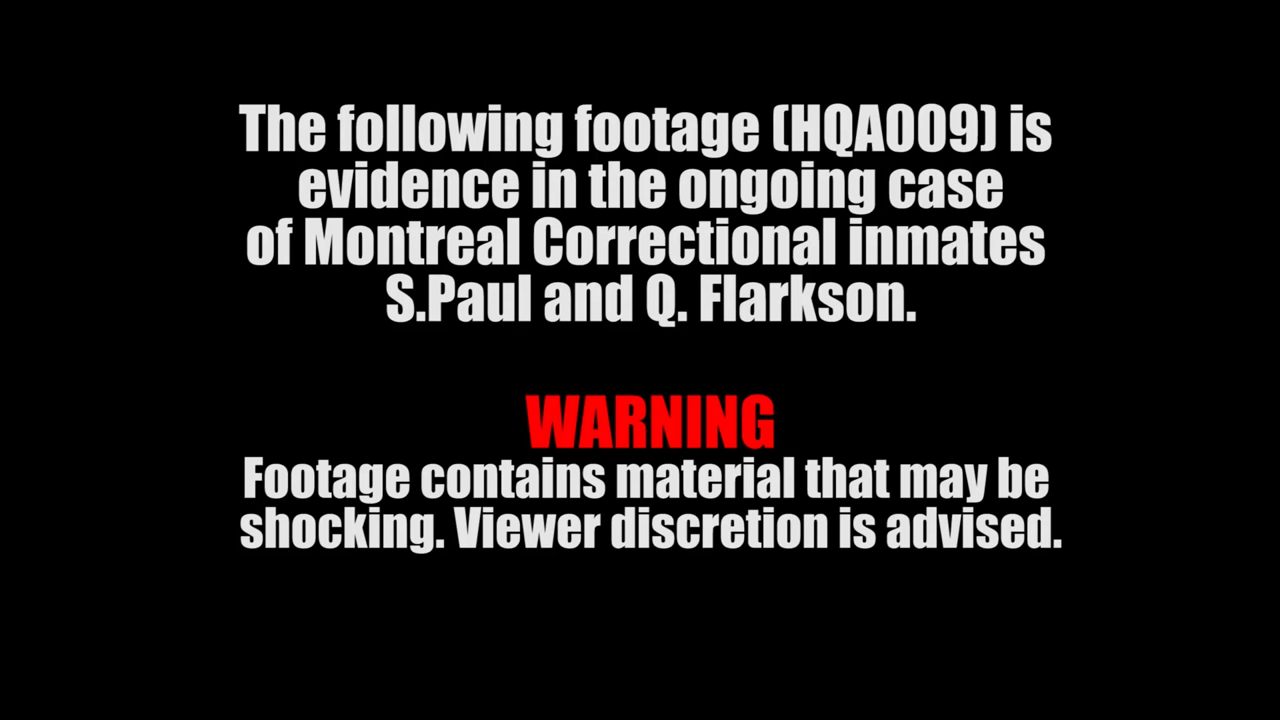 The following footage (HQA009) is
evidence in the ongoing case
of Montreal Correctional inmates
S.Paul and Q. Flarkson.
WARNING
Footage contains material that may be
shocking. Viewer discretion is advised.